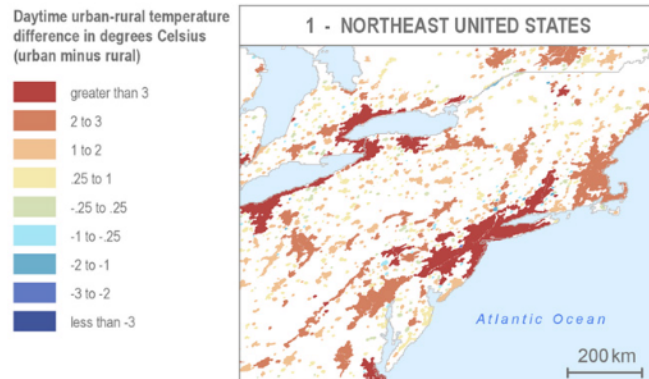 Daytime urban-rural temperature
difference in degrees Celsius
(urban minus rural)
greater than 3
2 to 3
1 to 2
.25 to 1
-.25 to .25
-1 to -.25
-2 to -1
-3 to -2
less than -3
1 - NORTHEAST UNITED STATES
Atlantic Ocean
200 km